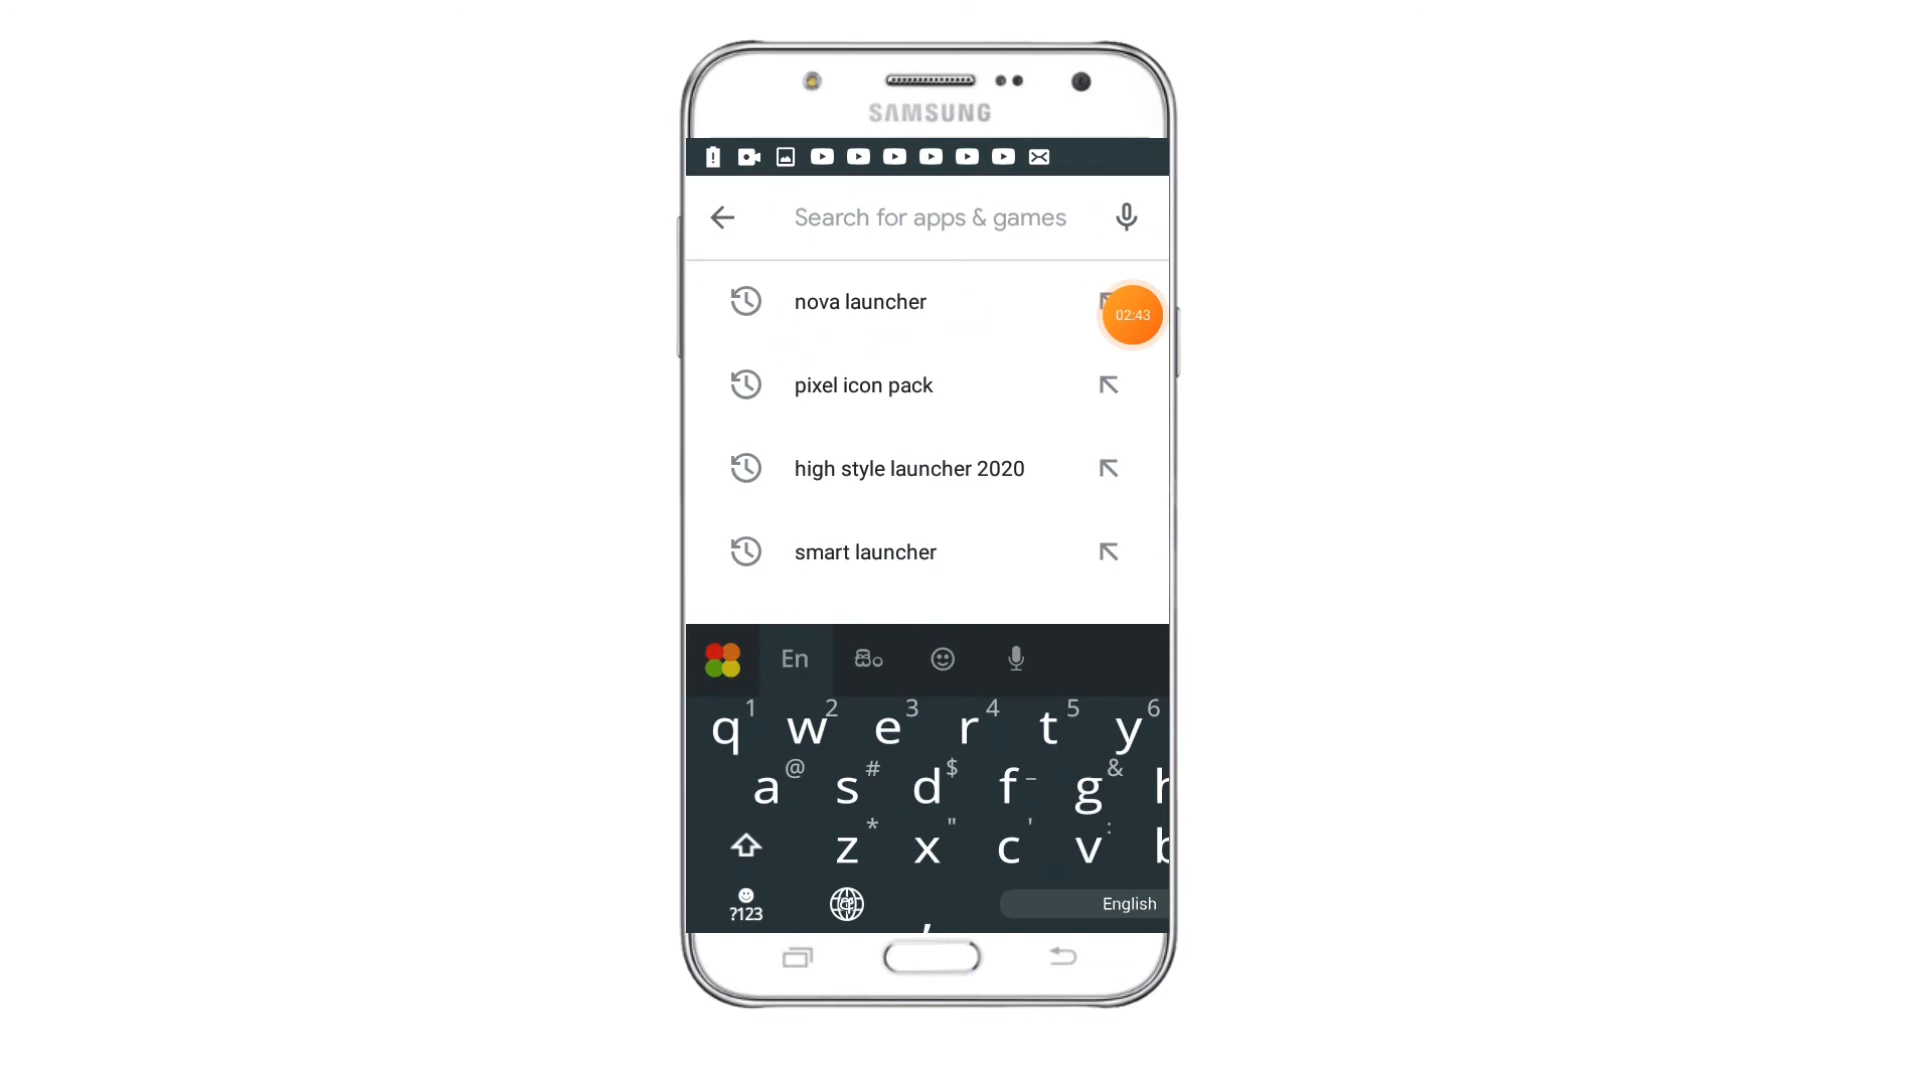 SAMSUNG
Search for apps & games
nova launcher
02:43
pixel icon pack
high style launcher 2020
smart launcher
En සිං
q 1 w 2 e 3 r 4 t 5 y 6
a @ s # d $ f _ g & h
z * x " c ' v : b
?123 , English